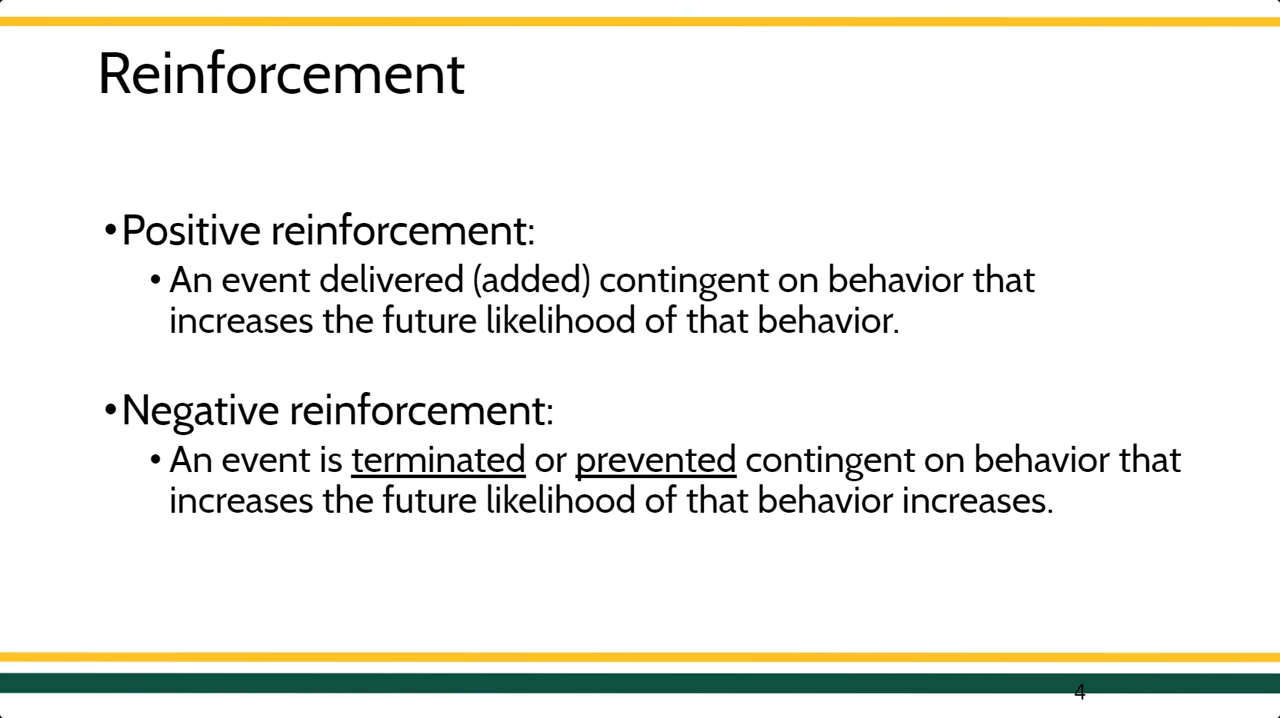 Reinforcement
•Positive reinforcement:
•An event delivered (added) contingent on behavior that
increases the future likelihood of that behavior.
•Negative reinforcement:
•An event is terminated or prevented contingent on behavior that
increases the future likelihood of that behavior increases.
4